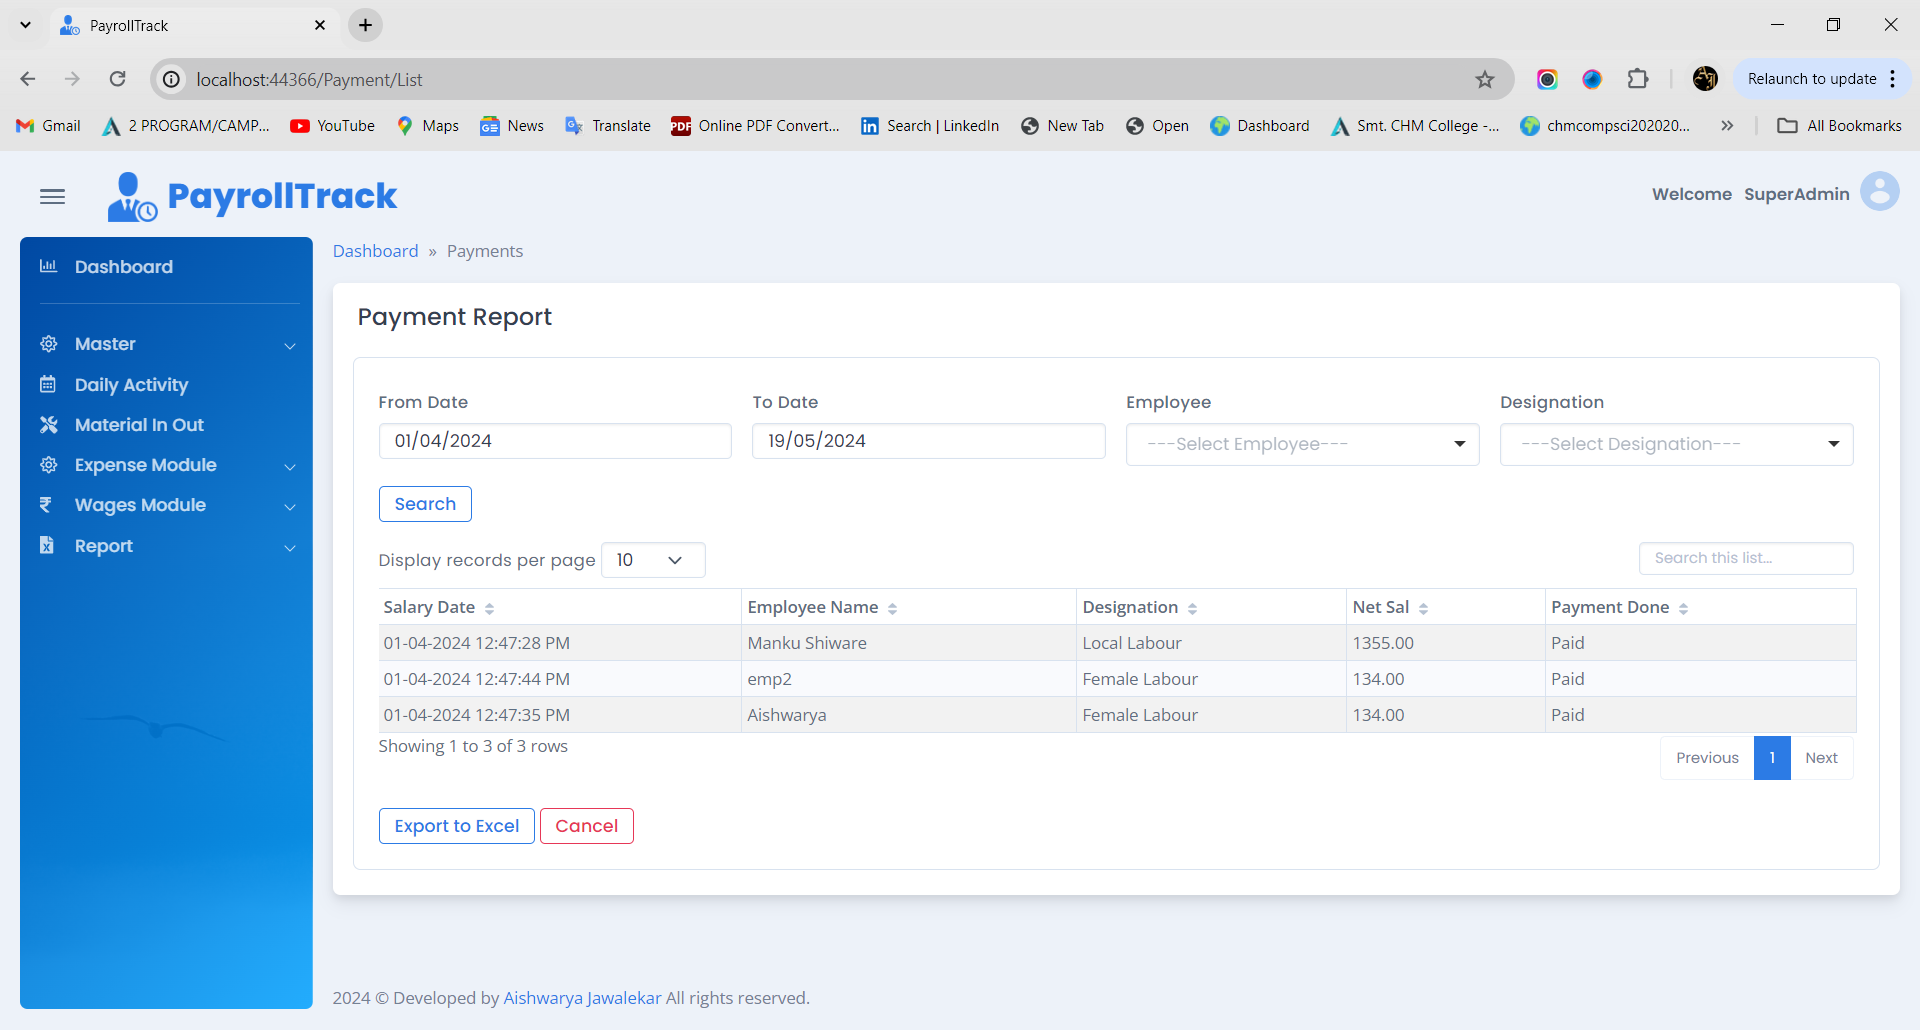 PayrollTrack
localhost:44366/Payment/List
Relaunch to update
Gmail 2 PROGRAM/CAMP... YouTube Maps News Translate PDF Online PDF Convert... Search | LinkedIn New Tab Open Dashboard Smt. CHM College -... chmcompsci202020... » All Bookmarks
PayrollTrack
Welcome SuperAdmin
Dashboard
Master
Daily Activity
Material In Out
Expense Module
Wages Module
Report
Dashboard » Payments
Payment Report
From Date To Date Employee Designation
01/04/2024 19/05/2024 ---Select Employee--- ---Select Designation---
Search
Display records per page 10 Search this list...
Salary Date Employee Name Designation Net Sal Payment Done
01-04-2024 12:47:28 PM Manku Shiware Local Labour 1355.00 Paid
01-04-2024 12:47:44 PM emp2 Female Labour 134.00 Paid
01-04-2024 12:47:35 PM Aishwarya Female Labour 134.00 Paid
Showing 1 to 3 of 3 rows
Previous 1 Next
Export to Excel Cancel
2024 © Developed by Aishwarya Jawalekar All rights reserved.